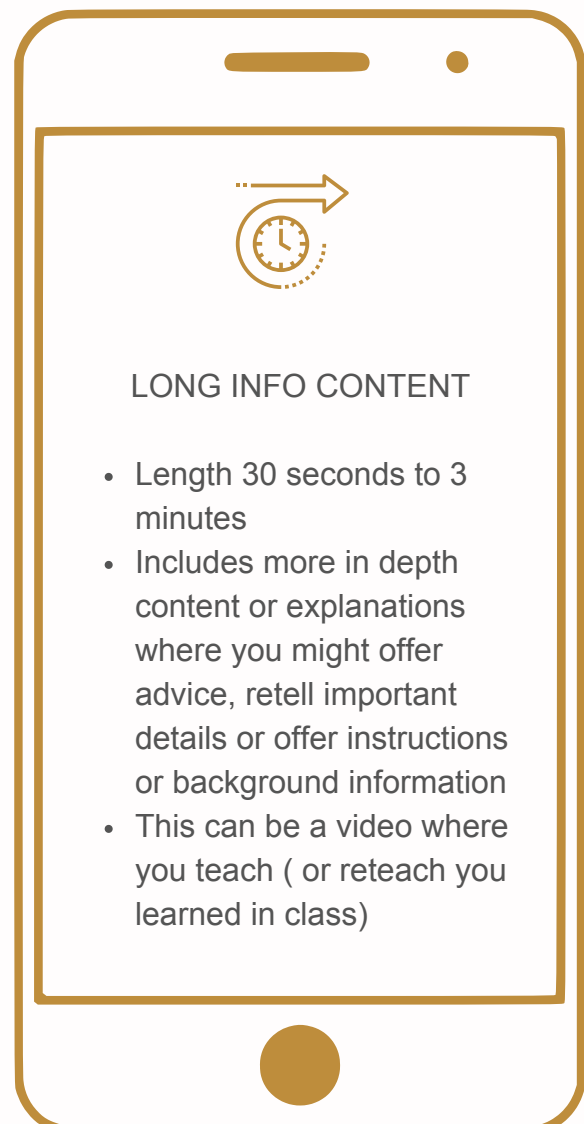 LONG INFO CONTENT
• Length 30 seconds to 3
minutes
• Includes more in depth
content or explanations
where you might offer
advice, retell important
details or offer instructions
or background information
• This can be a video where
you teach ( or reteach you
learned in class)